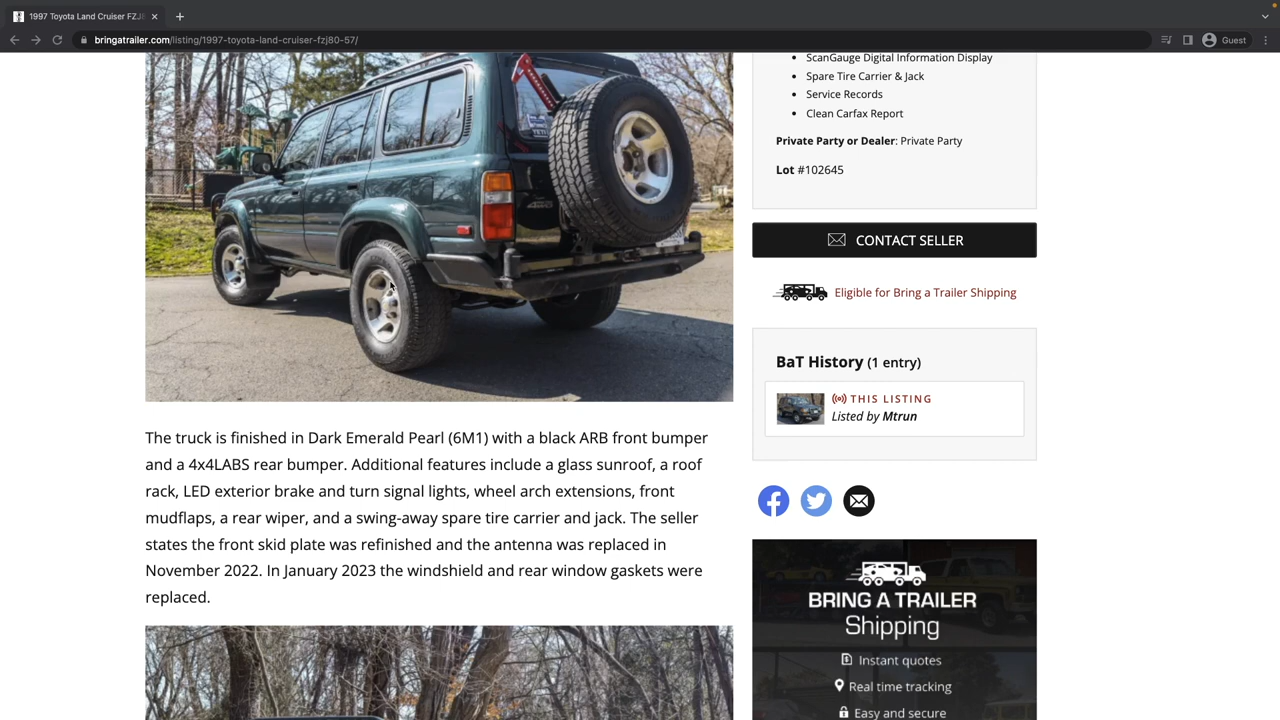 1997 Toyota Land Cruiser FZJ8
bringatrailer.com/listing/1997-toyota-land-cruiser-fzj80-57/
Guest
ScanGauge Digital Information Display
Spare Tire Carrier & Jack
Service Records
Clean Carfax Report
Private Party or Dealer: Private Party
Lot #102645
CONTACT SELLER
Eligible for Bring a Trailer Shipping
BaT History (1 entry)
THIS LISTING
Listed by Mtrun
The truck is finished in Dark Emerald Pearl (6M1) with a black ARB front bumper
and a 4x4LABS rear bumper. Additional features include a glass sunroof, a roof
rack, LED exterior brake and turn signal lights, wheel arch extensions, front
mudflaps, a rear wiper, and a swing-away spare tire carrier and jack. The seller
states the front skid plate was refinished and the antenna was replaced in
November 2022. In January 2023 the windshield and rear window gaskets were
replaced.
BRING A TRAILER
Shipping
Instant quotes
Real time tracking
Easy and secure